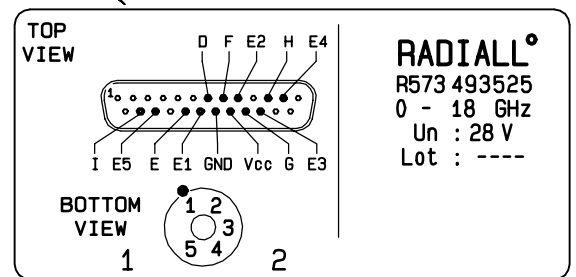 TOP
VIEW
D F E2 H E4
1
I E5 E E1 GND Vcc G E3
BOTTOM
VIEW
1 2
3
5 4
1 2
RADIALL°
R573 493525
0 - 18 GHz
Un : 28 V
Lot : ----